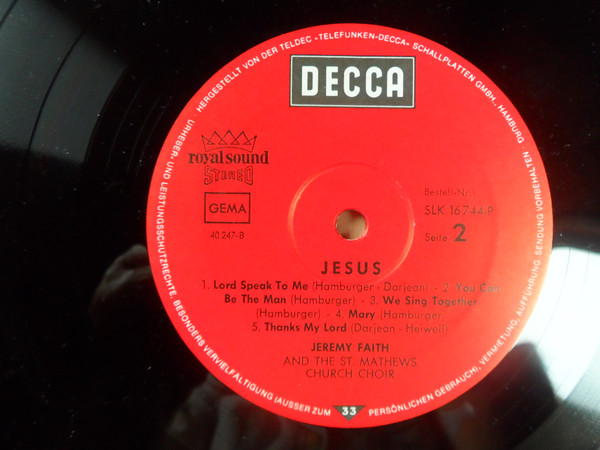 HERGESTELLT VON DER TELDEC »TELEFUNKEN-DECCA« SCHALLPLATTEN GMBH., HAMBURG
URHEBER- UND LEISTUNGSSCHUTZRECHTE, BESONDERS VERVIELFÄLTIGUNG (AUSSER ZUM PERSÖNLICHEN GEBRAUCH), VERMIETUNG, AUFFÜHRUNG, SENDUNG VORBEHALTEN
DECCA
royal sound
STEREO
GEMA
40 247-B
Bestell-Nr.
SLK 16744-P
Seite 2
JESUS
1. Lord Speak To Me (Hamburger - Darjean) - 2. You Can
Be The Man (Hamburger) - 3. We Sing Together
(Hamburger) - 4. Mary (Hamburger)
5. Thanks My Lord (Darjean - Heiwell)
JEREMY FAITH
AND THE ST. MATHEWS
CHURCH CHOIR
33